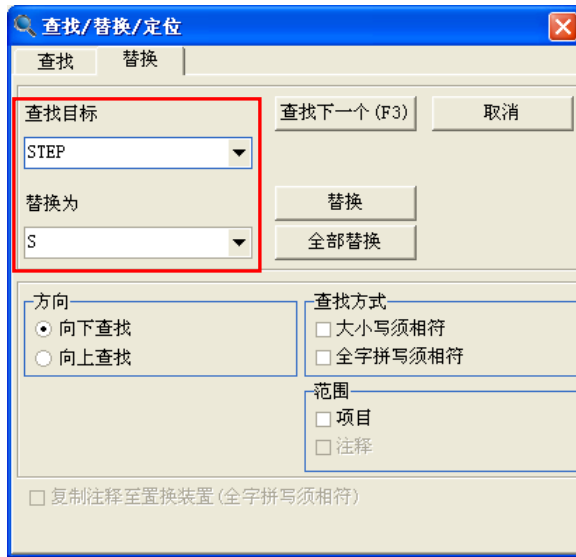 查找/替换/定位
查找 替换
查找目标 查找下一个(F3) 取消
STEP
替换为 替换
S 全部替换
方向 查找方式
向下查找 大小写须相符
向上查找 全字拼写须相符
范围
项目
注释
复制注释至置换装置(全字拼写须相符)